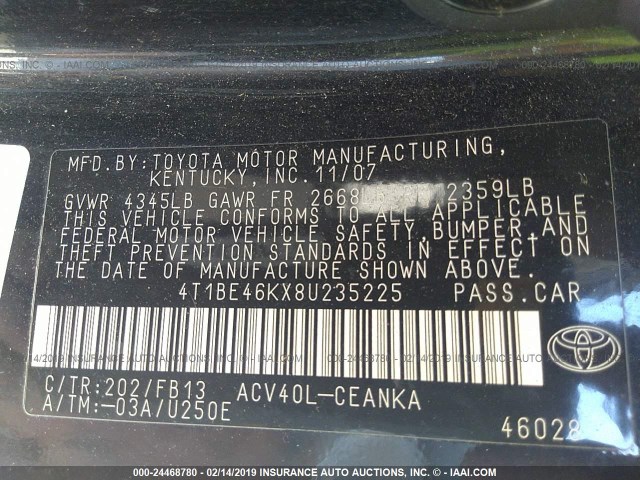 MFD.BY:TOYOTA MOTOR MANUFACTURING,
KENTUCKY, INC. 11/07
GVWR 4345LB GAWR FR 2668 2359LB
THIS VEHICLE CONFORMS TO ALL APPLICABLE
FEDERAL MOTOR VEHICLE SAFETY, BUMPER, AND
THEFT PREVENTION STANDARDS IN EFFECT ON
THE DATE OF MANUFACTURE SHOWN ABOVE.
4T1BE46KX8U235225 PASS.CAR
C/TR:202/FB13 ACV40L-CEANKA
A/TM:-03A/U250E
46028
000-24468780 - 02/14/2019 INSURANCE AUTO AUCTIONS, INC. - © IAAI.COM